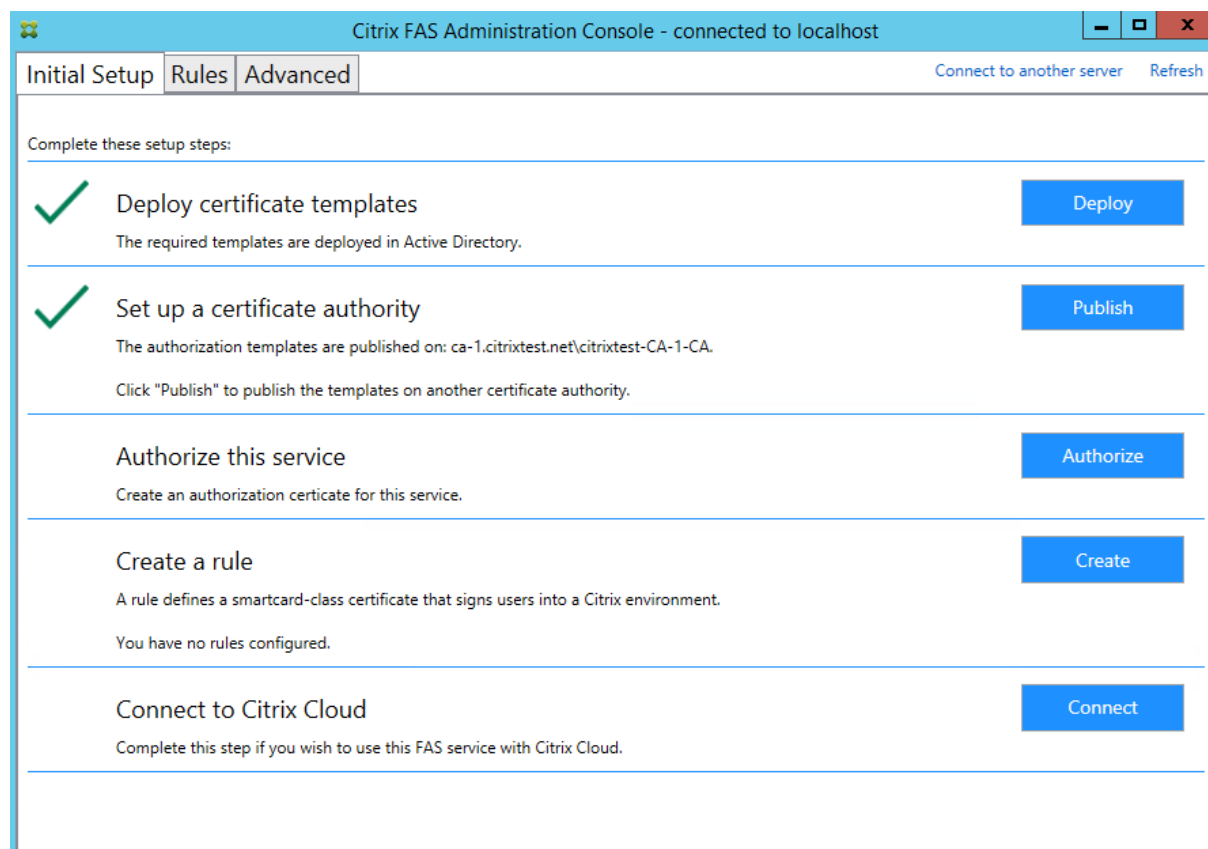 Citrix FAS Administration Console - connected to localhost
Initial Setup Rules Advanced Connect to another server Refresh
Complete these setup steps:
Deploy certificate templates Deploy
The required templates are deployed in Active Directory.
Set up a certificate authority Publish
The authorization templates are published on: ca-1.citrixtest.net\citrixtest-CA-1-CA.
Click "Publish" to publish the templates on another certificate authority.
Authorize this service Authorize
Create an authorization certicate for this service.
Create a rule Create
A rule defines a smartcard-class certificate that signs users into a Citrix environment.
You have no rules configured.
Connect to Citrix Cloud Connect
Complete this step if you wish to use this FAS service with Citrix Cloud.